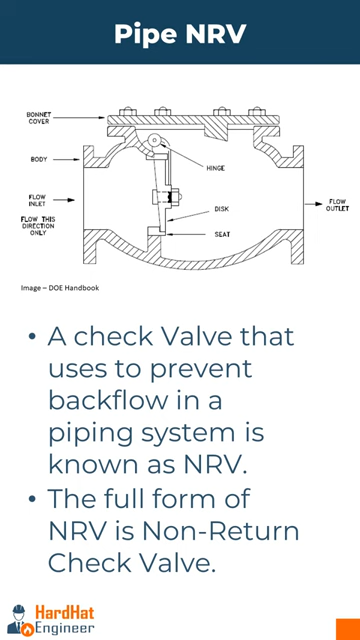 Pipe NRV
BONNET
COVER
BODY
HINGE
FLOW
INLET
FLOW THIS
DIRECTION
ONLY
DISK
FLOW
OUTLET
SEAT
Image – DOE Handbook
• A check Valve that
uses to prevent
backflow in a
piping system is
known as NRV.
• The full form of
NRV is Non-Return
Check Valve.
HardHat
Engineer